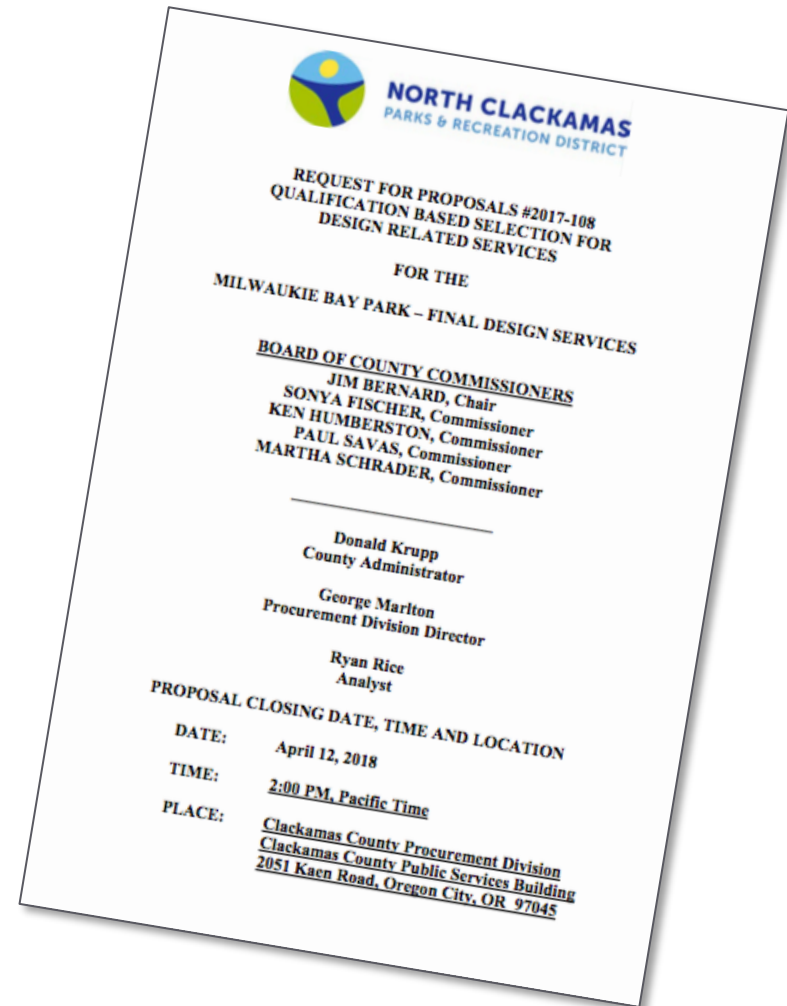 NORTH CLACKAMAS
PARKS & RECREATION DISTRICT
REQUEST FOR PROPOSALS #2017-108
QUALIFICATION BASED SELECTION FOR
DESIGN RELATED SERVICES
FOR THE
MILWAUKIE BAY PARK – FINAL DESIGN SERVICES
BOARD OF COUNTY COMMISSIONERS
JIM BERNARD, Chair
SONYA FISCHER, Commissioner
KEN HUMBERSTON, Commissioner
PAUL SAVAS, Commissioner
MARTHA SCHRADER, Commissioner
Donald Krupp
County Administrator
George Marlton
Procurement Division Director
Ryan Rice
Analyst
PROPOSAL CLOSING DATE, TIME AND LOCATION
DATE: April 12, 2018
TIME: 2:00 PM, Pacific Time
PLACE: Clackamas County Procurement Division
Clackamas County Public Services Building
2051 Kaen Road, Oregon City, OR 97045